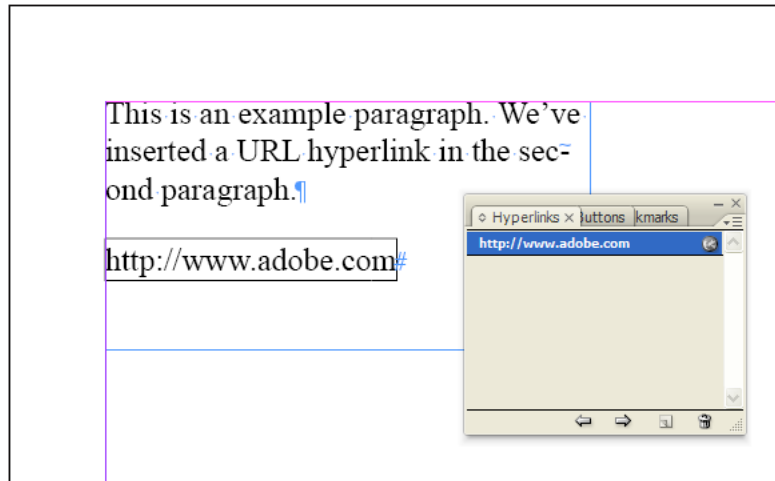 This is an example paragraph. We’ve
inserted a URL hyperlink in the sec-
ond paragraph.¶
http://www.adobe.com#
Hyperlinks Buttons kmarks
http://www.adobe.com